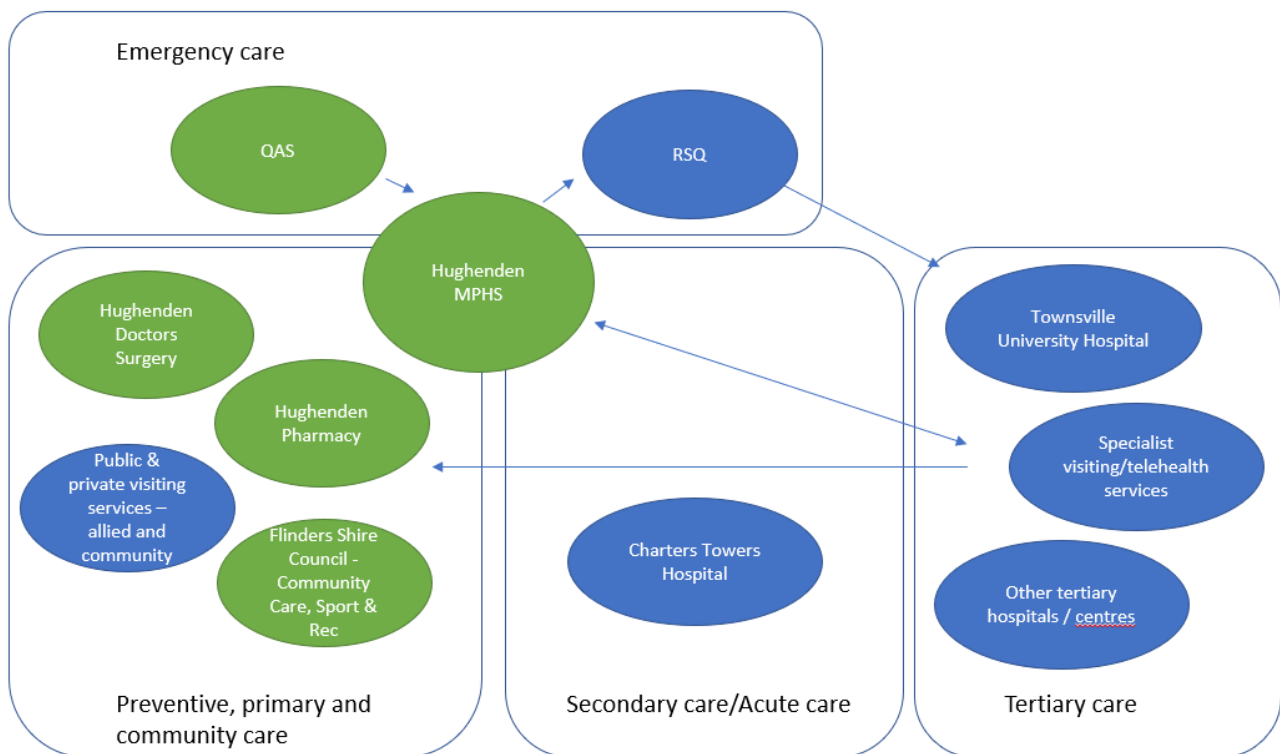 Emergency care
QAS
RSQ
Hughenden
MPHS
Hughenden
Doctors
Surgery
Hughenden
Pharmacy
Public &
private visiting
services –
allied and
community
Flinders Shire
Council -
Community
Care, Sport &
Rec
Preventive, primary and
community care
Charters Towers
Hospital
Secondary care/Acute care
Townsville
University Hospital
Specialist
visiting/telehealth
services
Other tertiary
hospitals / centres
Tertiary care